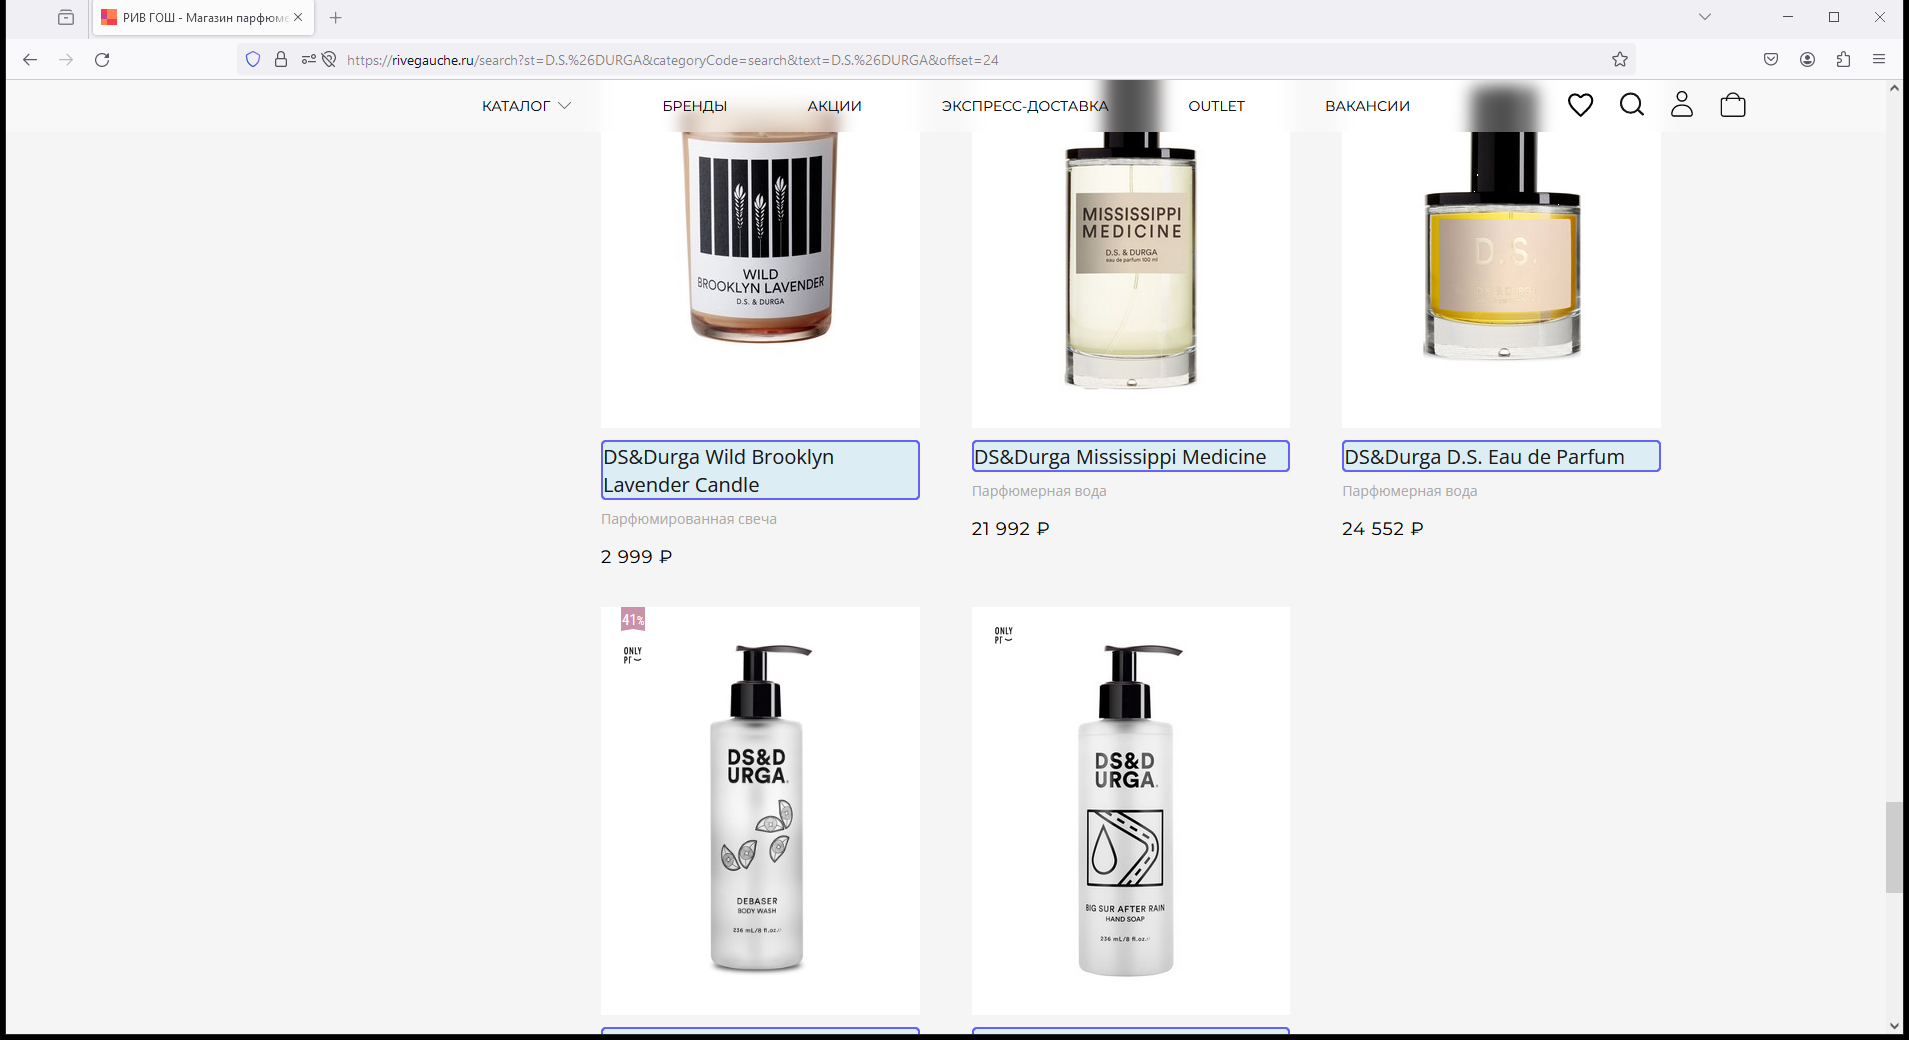 РИВ ГОШ - Магазин парфюме
https://rivegauche.ru/search?st=D.S.%26DURGA&categoryCode=search&text=D.S.%26DURGA&offset=24
КАТАЛОГ
БРЕНДЫ
АКЦИИ
ЭКСПРЕСС-ДОСТАВКА
OUTLET
ВАКАНСИИ
WILD
BROOKLYN LAVENDER
D.S. & DURGA
MISSISSIPPI
MEDICINE
D.S. & DURGA
eau de parfum 100 ml
D.S.
DS&Durga Wild Brooklyn
Lavender Candle
Парфюмированная свеча
2 999 ₽
DS&Durga Mississippi Medicine
Парфюмерная вода
21 992 ₽
DS&Durga D.S. Eau de Parfum
Парфюмерная вода
24 552 ₽
41%
ONLY
РГ
DS&D
URGA.
DEBASER
BODY WASH
236 mL/8 fl.oz.
ONLY
РГ
DS&D
URGA.
BIG SUR AFTER RAIN
HAND SOAP
236 mL/8 fl.oz.